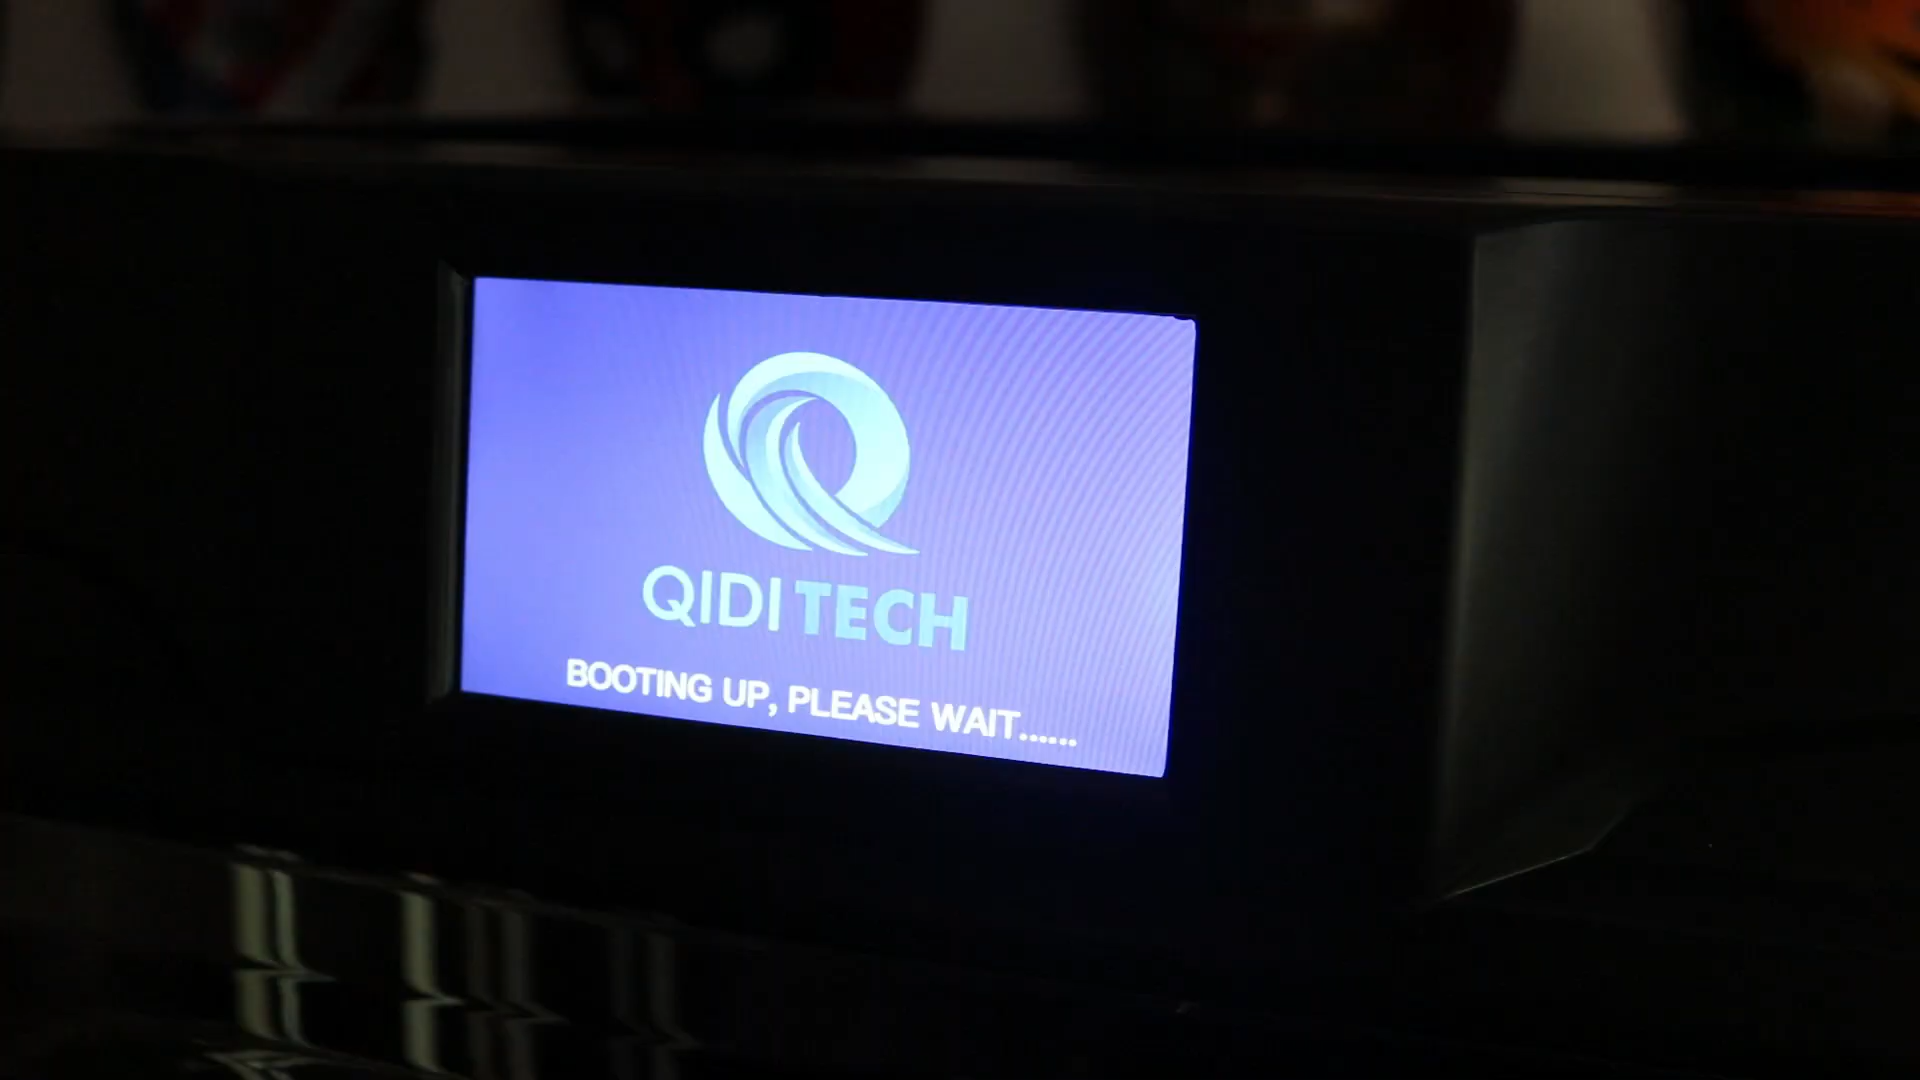 QIDI TECH
BOOTING UP, PLEASE WAIT......